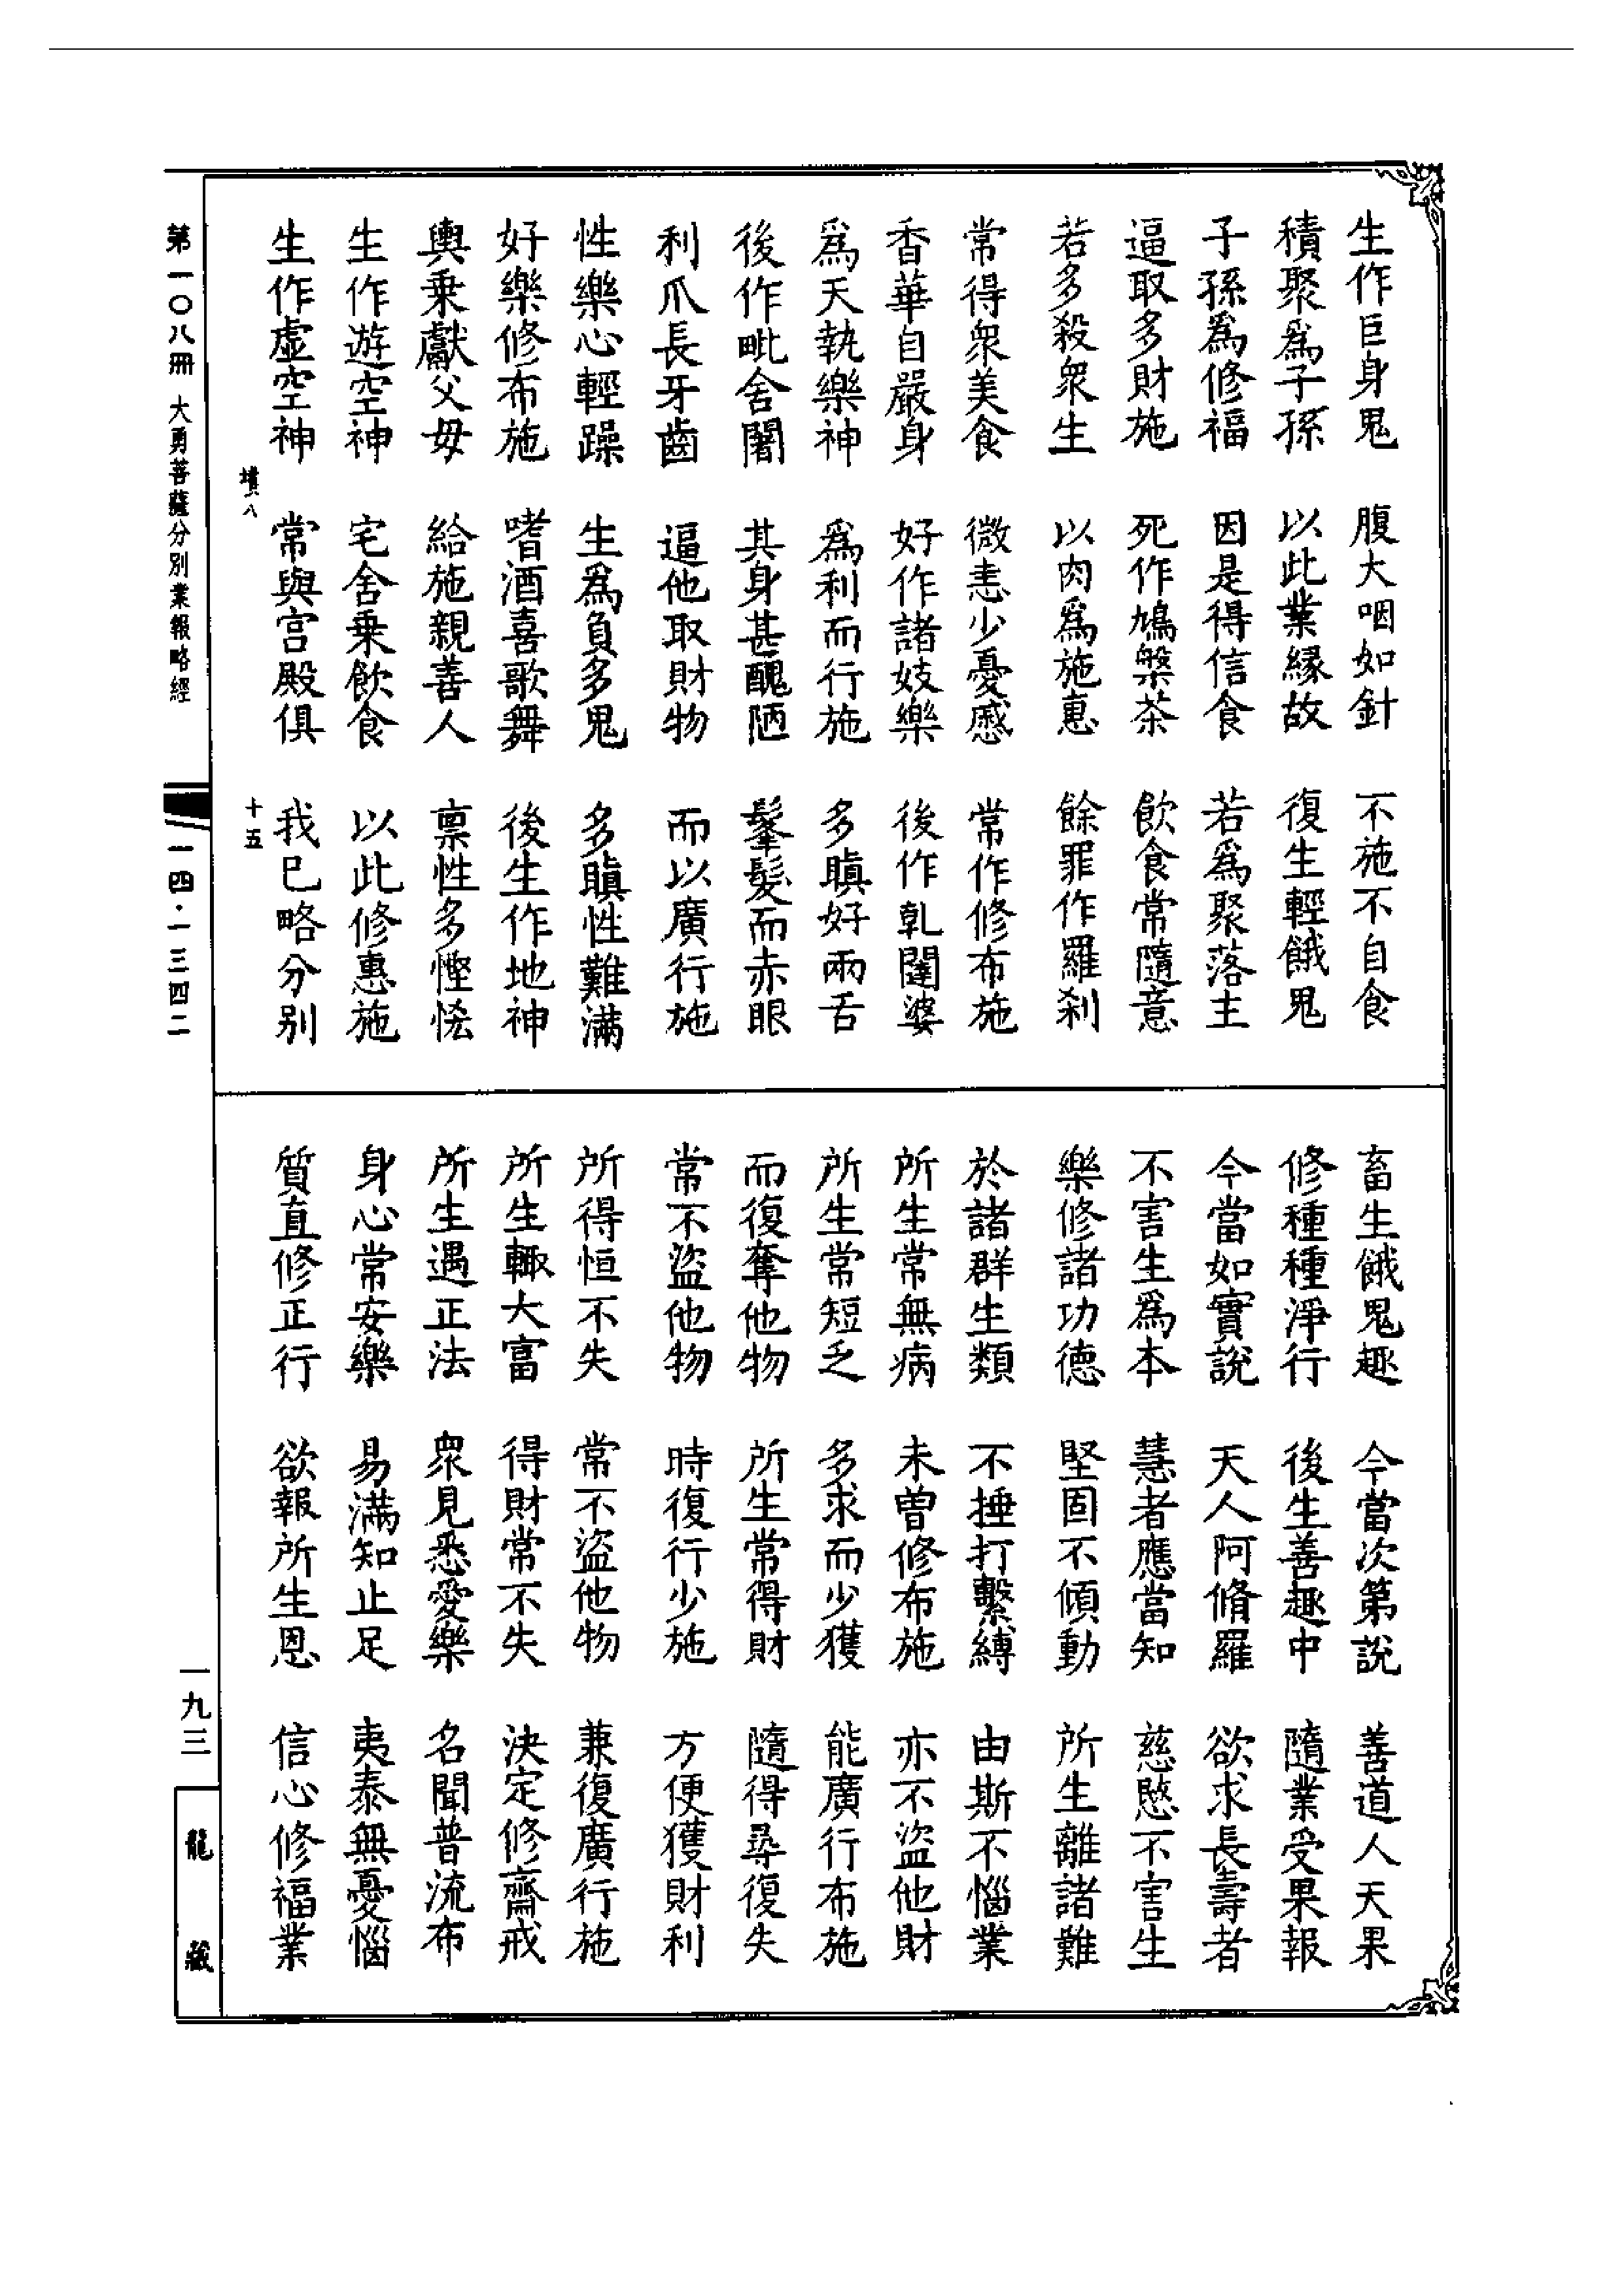 生作巨身鬼　腹大咽如針　不施不自食
積聚爲子孫　以此業緣故　復生輕餓鬼
子孫爲修福　因是得信食　若爲聚落主
逼取多財施　死作鳩槃茶　飲食常隨意
若多殺衆生　以肉爲施惠　餘罪作羅刹
常得衆美食　微恚少憂慼　常作修布施
香華自嚴身　好作諸妓樂　後作乹闥婆
爲天執樂神　爲利而行施　多瞋好兩舌
後作毗舍闍　其身甚醜陋　鬇髮而赤眼
利爪長牙齒　逼他取財物　而以廣行施
性樂心輕躁　生爲負多鬼　多瞋性難滿
好樂修布施　嗜酒喜歌舞　後生作地神
輿乘獻父母　給施親善人　稟性多慳悋
生作遊空神　宅舍乘飲食　以此修惠施
生作虛空神　常與宮殿俱　我已略分別
畜生餓鬼趣　今當次第說　善道人天果
修種種淨行　後生善趣中　隨業受果報
今當如實說　天人阿脩羅　欲求長壽者
不害生爲本　慧者應當知　慈愍不害生
樂修諸功德　堅固不傾動　所生離諸難
於諸群生類　不捶打繫縛　由斯不惱業
所生常無病　未曾修布施　亦不盜他財
所生常短乏　多求而少獲　能廣行布施
而復奪他物　所生常得財　隨得尋復失
常不盜他物　時復行少施　方便獲財利
所得恒不失　常不盜他物　兼復廣行施
所生輙大富　得財常不失　決定修齋戒
所生遇正法　衆見悉愛樂　名聞普流布
身心常安樂　易滿知止足　夷泰無憂惱
質直修正行　欲報所生恩　信心修福業
墳八　十五
第一〇八冊　大勇菩薩分別業報略經　一四·一三四二
一九三
龍藏